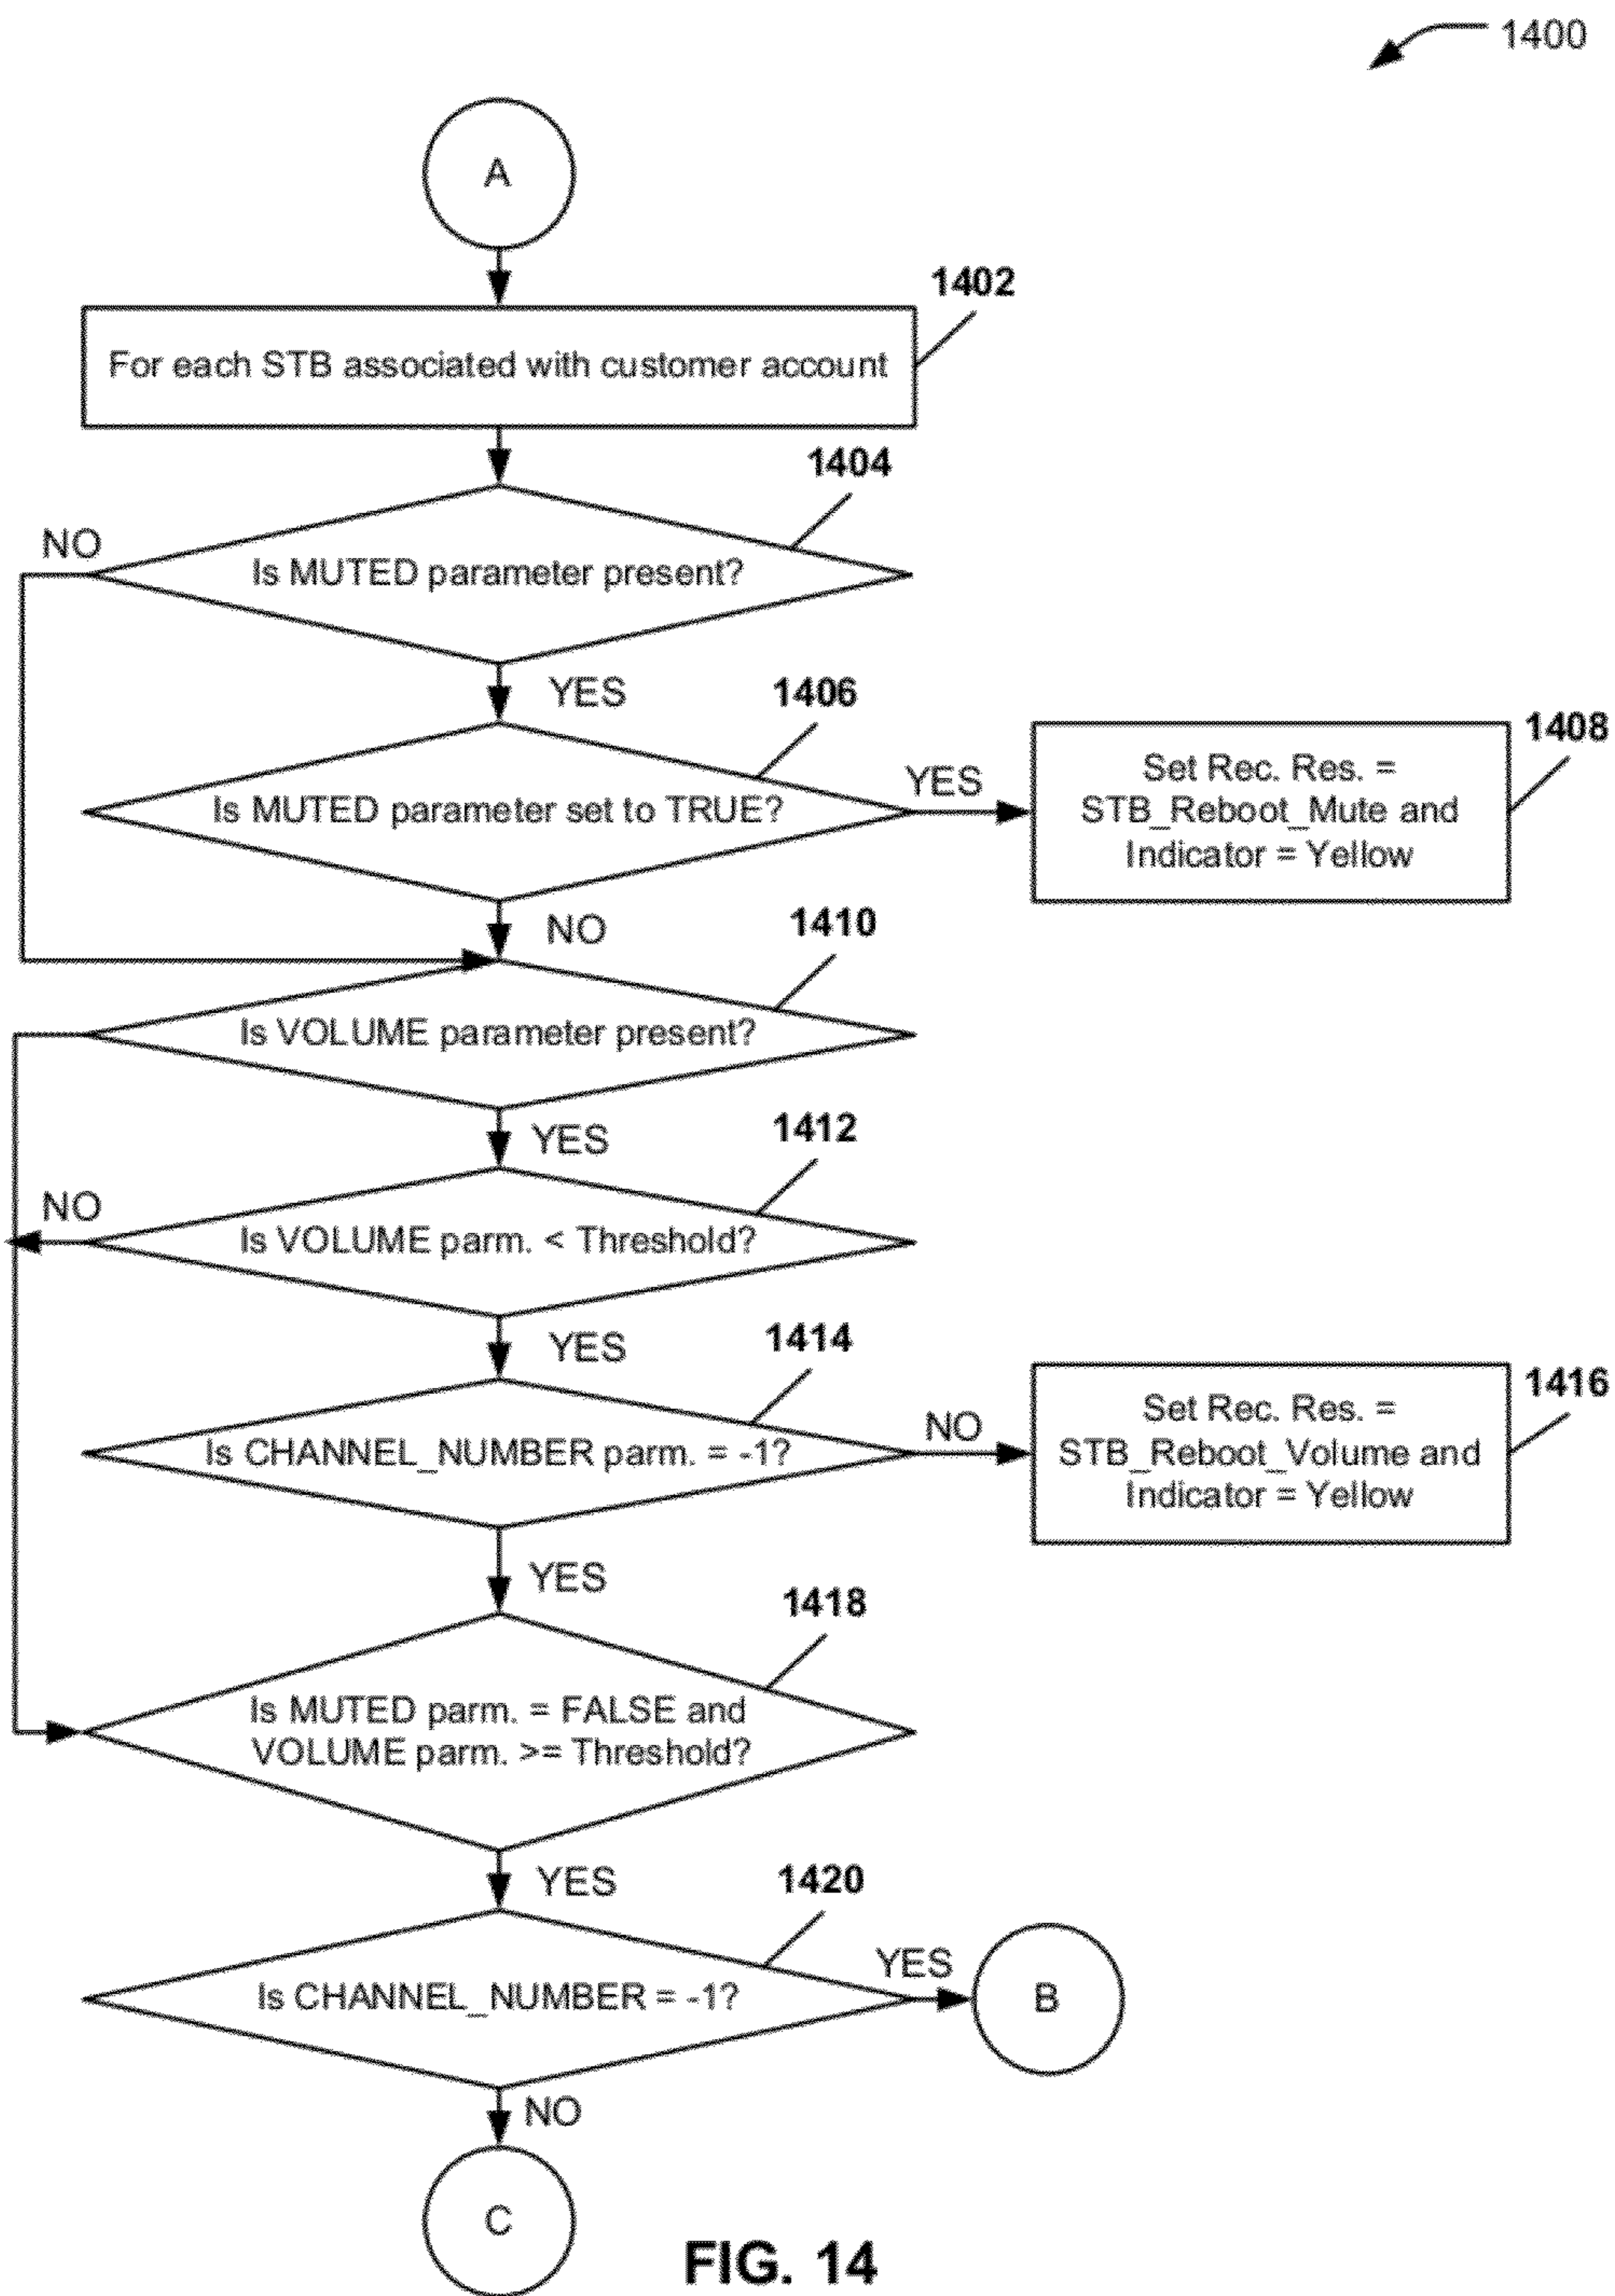 1400
A
1402
For each STB associated with customer account
1404
NO
Is MUTED parameter present?
YES
1406
Is MUTED parameter set to TRUE?
YES
1408
Set Rec. Res. =
STB_Reboot_Mute and
Indicator = Yellow
NO
1410
Is VOLUME parameter present?
YES
1412
NO
Is VOLUME parm. < Threshold?
YES
1414
Is CHANNEL_NUMBER parm. = -1?
NO
1416
Set Rec. Res. =
STB_Reboot_Volume and
Indicator = Yellow
YES
1418
Is MUTED parm. = FALSE and
VOLUME parm. >= Threshold?
YES
1420
Is CHANNEL_NUMBER = -1?
YES
B
NO
C
FIG. 14